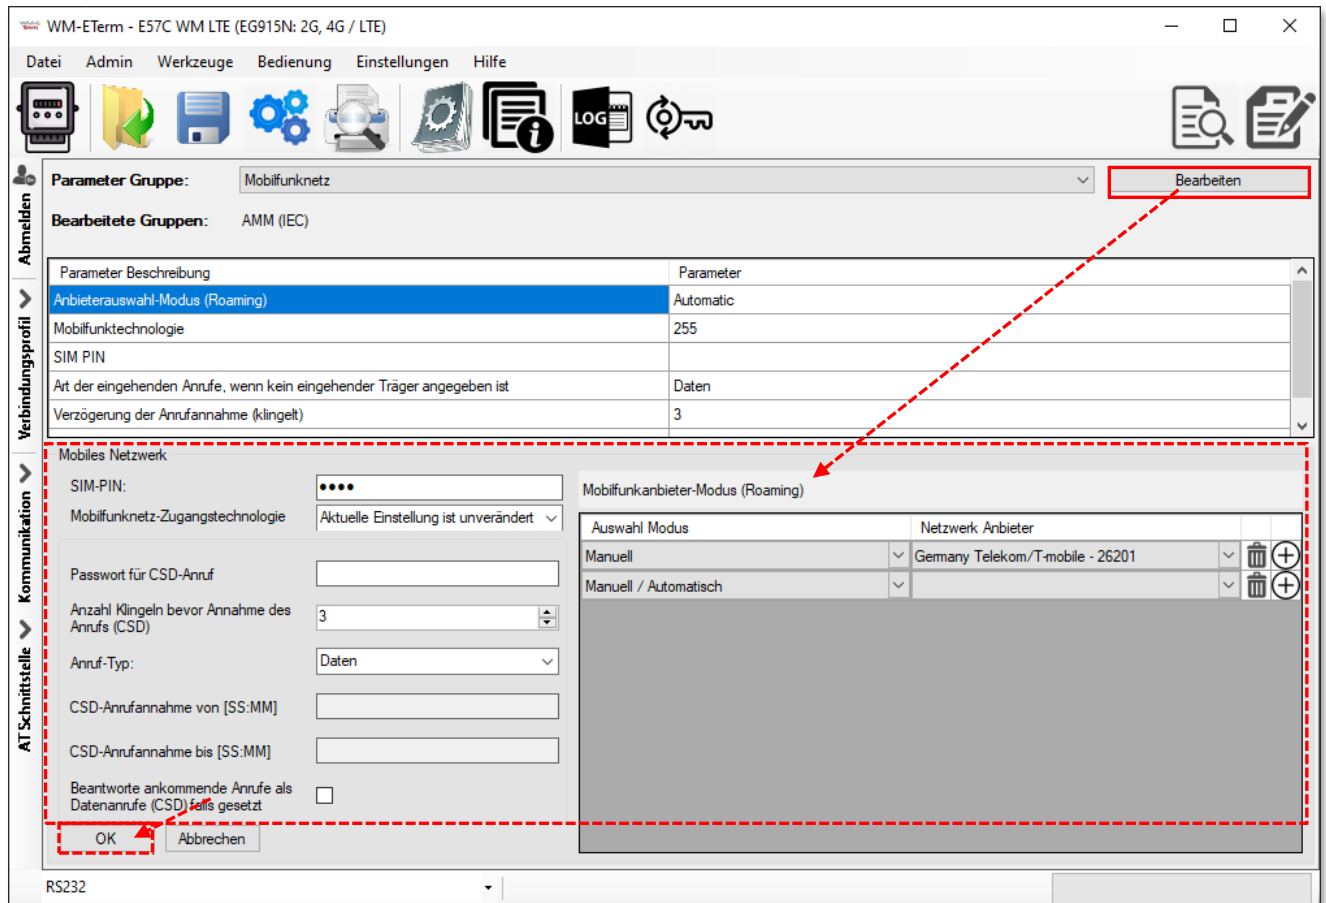 WM-ETerm - E57C WM LTE (EG915N: 2G, 4G / LTE)
Datei Admin Werkzeuge Bedienung Einstellungen Hilfe
LOG
Abmelden
Verbindungsprofil
Kommunikation
AT Schnittstelle
Parameter Gruppe: Mobilfunknetz Bearbeiten
Bearbeitete Gruppen: AMM (IEC)
Parameter Beschreibung Parameter
Anbieterauswahl-Modus (Roaming) Automatic
Mobilfunktechnologie 255
SIM PIN
Art der eingehenden Anrufe, wenn kein eingehender Träger angegeben ist Daten
Verzögerung der Anrufannahme (klingelt) 3
Mobiles Netzwerk
SIM-PIN: ●●●●
Mobilfunknetz-Zugangstechnologie Aktuelle Einstellung ist unverändert
Passwort für CSD-Anruf
Anzahl Klingeln bevor Annahme des
Anrufs (CSD) 3
Anruf-Typ: Daten
CSD-Anrufannahme von [SS:MM]
CSD-Anrufannahme bis [SS:MM]
Beantworte ankommende Anrufe als
Datenanrufe (CSD) falls gesetzt
OK Abbrechen
Mobilfunkanbieter-Modus (Roaming)
Auswahl Modus Netzwerk Anbieter
Manuell Germany Telekom/T-mobile - 26201
Manuell / Automatisch
RS232